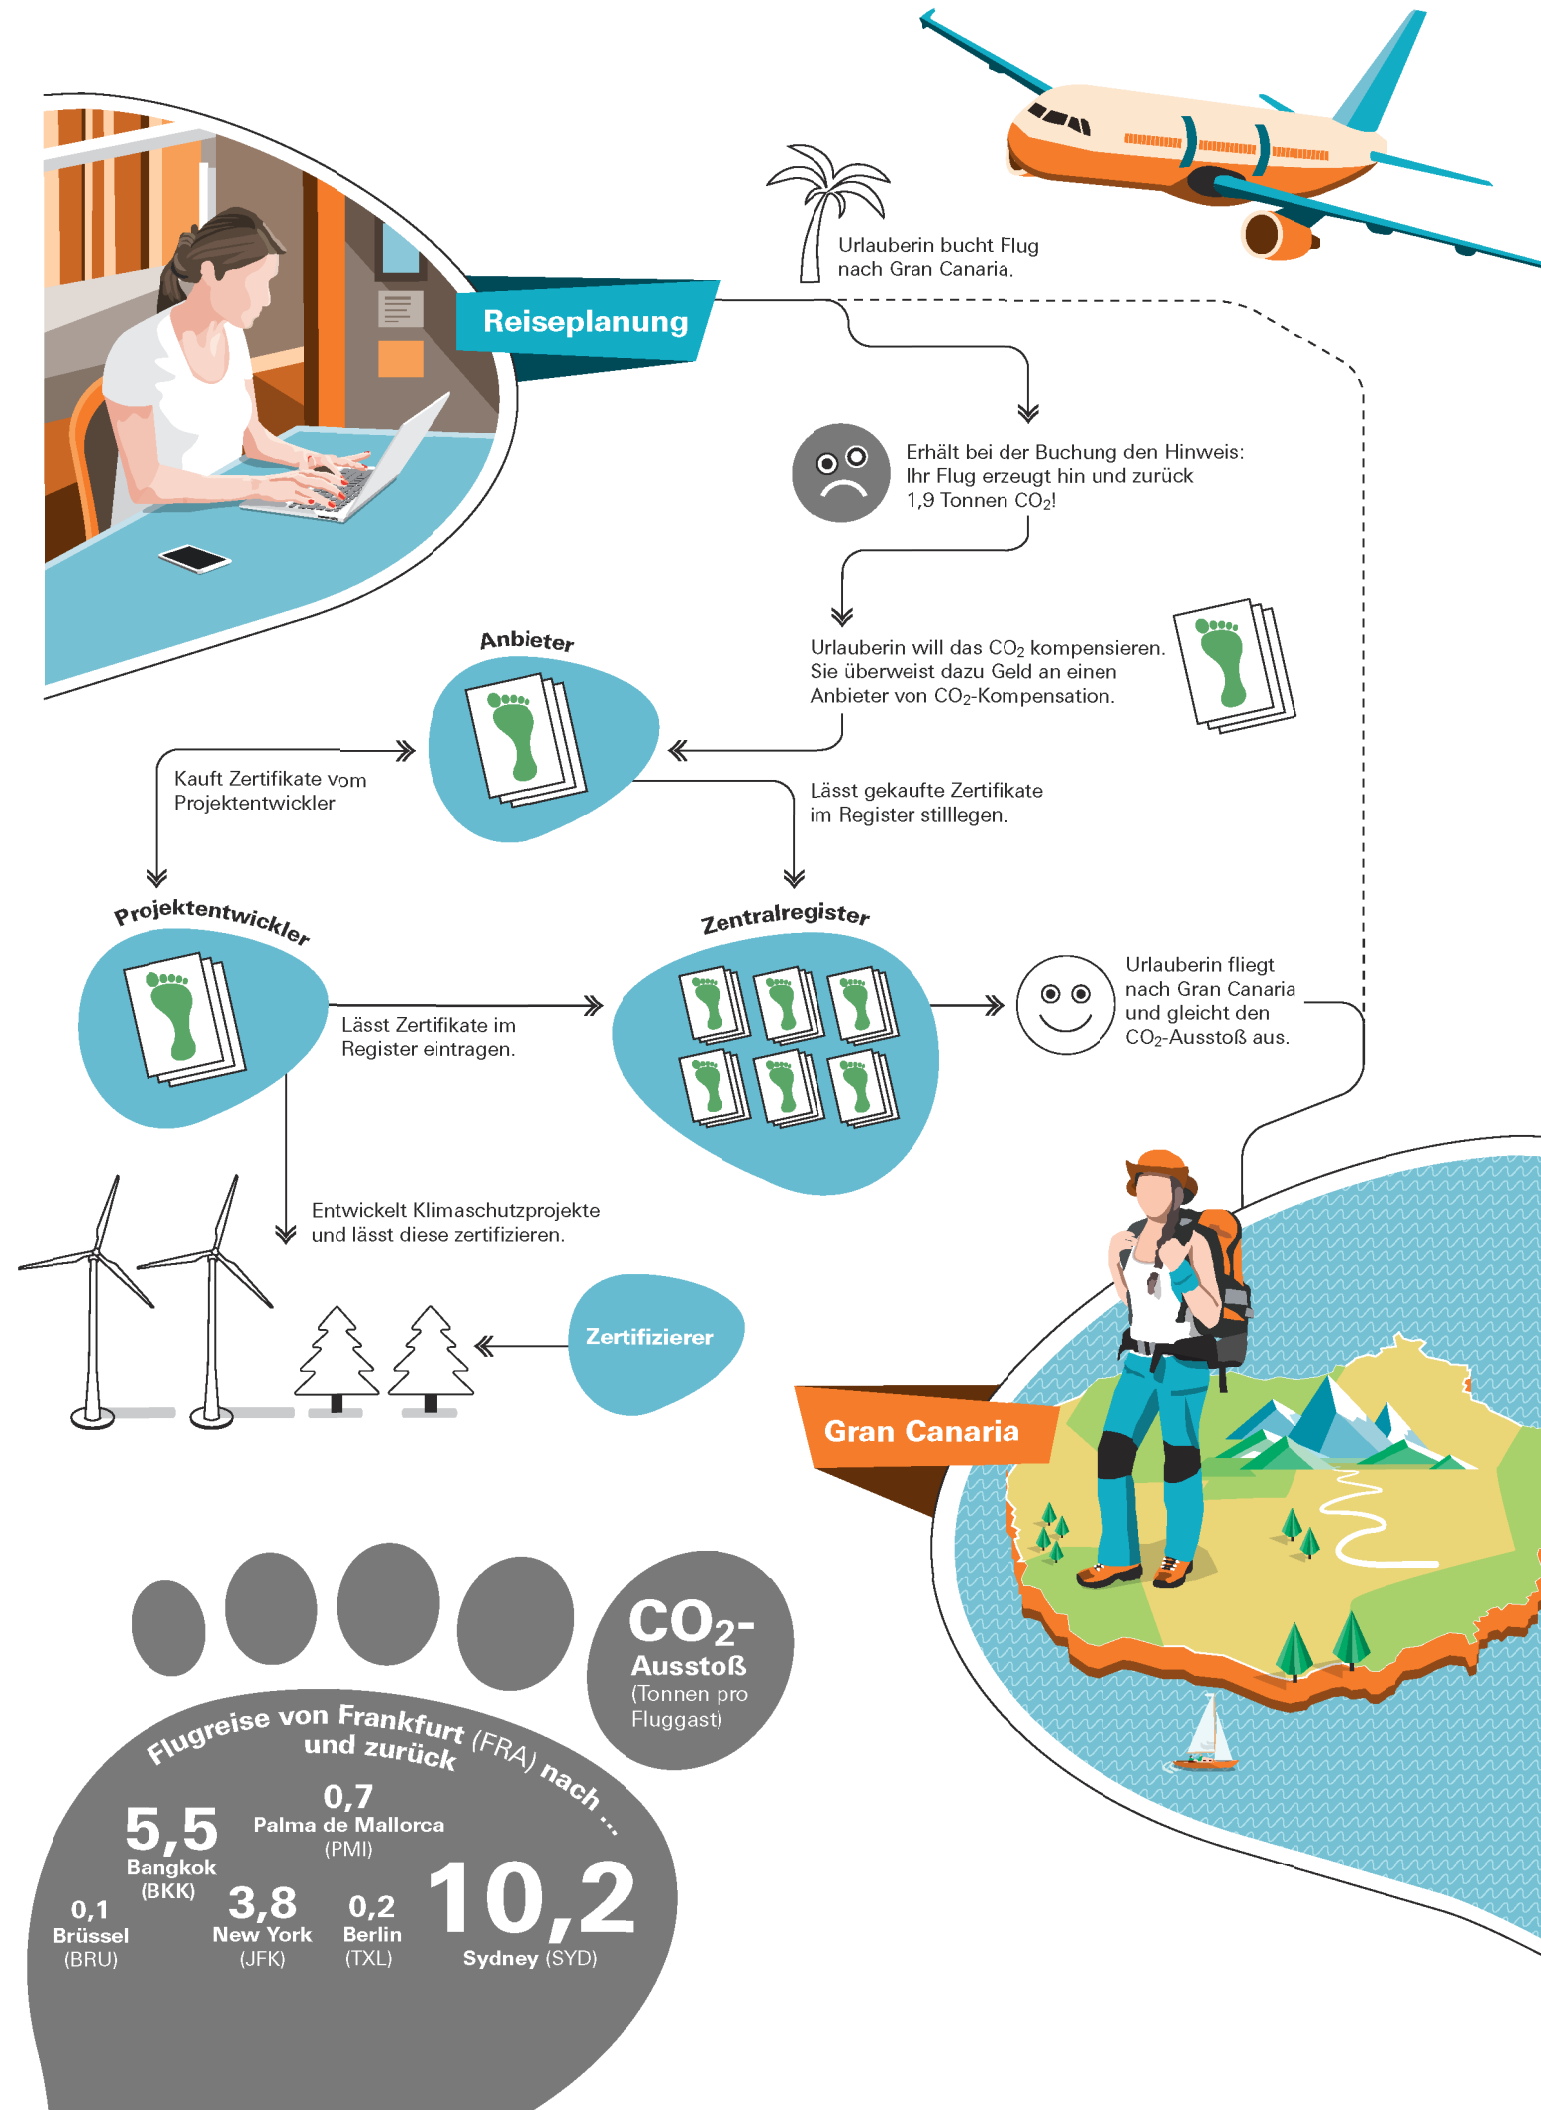 Urlauberin bucht Flug
nach Gran Canaria.
Reiseplanung
Erhält bei der Buchung den Hinweis:
Ihr Flug erzeugt hin und zurück
1,9 Tonnen CO₂!
Urlauberin will das CO₂ kompensieren.
Sie überweist dazu Geld an einen
Anbieter von CO₂-Kompensation.
Anbieter
Kauft Zertifikate vom
Projektentwickler
Lässt gekaufte Zertifikate
im Register stilllegen.
Projektentwickler
Zentralregister
Lässt Zertifikate im
Register eintragen.
Urlauberin fliegt
nach Gran Canaria
und gleicht den
CO₂-Ausstoß aus.
Entwickelt Klimaschutzprojekte
und lässt diese zertifizieren.
Zertifizierer
Gran Canaria
CO₂-
Ausstoß
(Tonnen pro
Fluggast)
Flugreise von Frankfurt (FRA) nach ...
und zurück
0,7
Palma de Mallorca
(PMI)
5,5
Bangkok
(BKK)
0,1
Brüssel
(BRU)
3,8
New York
(JFK)
0,2
Berlin
(TXL)
10,2
Sydney (SYD)